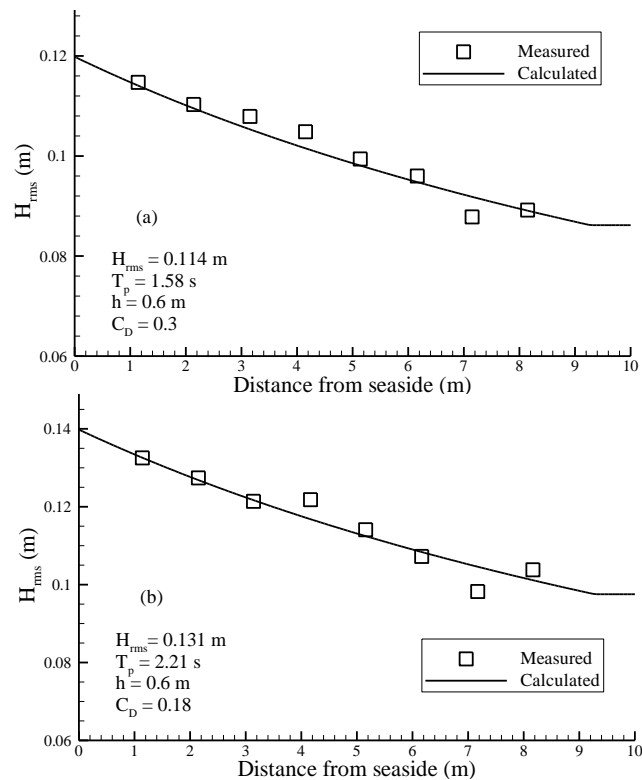 0.12
0.1
0.08
0.06
H_rms (m)
Measured
Calculated
(a)
H_rms = 0.114 m
T_p = 1.58 s
h = 0.6 m
C_D = 0.3
0 1 2 3 4 5 6 7 8 9 10
Distance from seaside (m)
0.14
0.12
0.1
0.08
0.06
H_rms (m)
(b)
H_rms = 0.131 m
T_p = 2.21 s
h = 0.6 m
C_D = 0.18
Measured
Calculated
0 1 2 3 4 5 6 7 8 9 10
Distance from seaside (m)